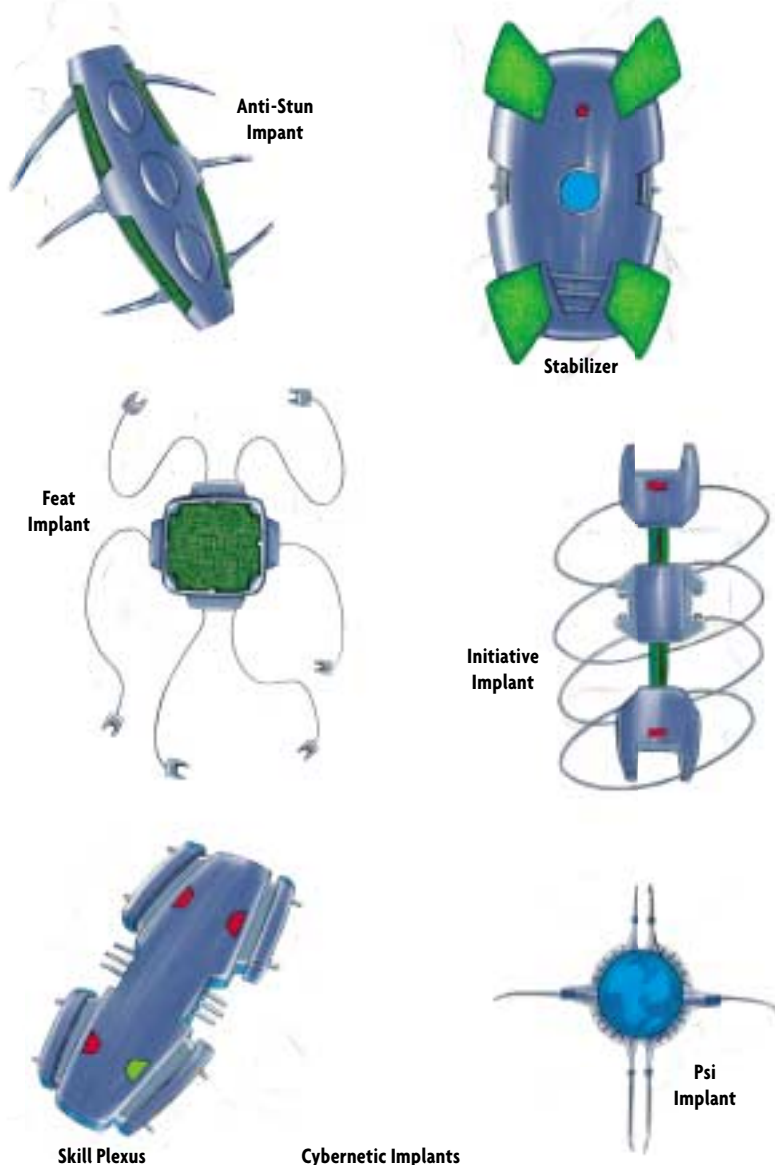 Anti-Stun
Impant
Stabilizer
Feat
Implant
Initiative
Implant
Psi
Implant
Skill Plexus
Cybernetic Implants